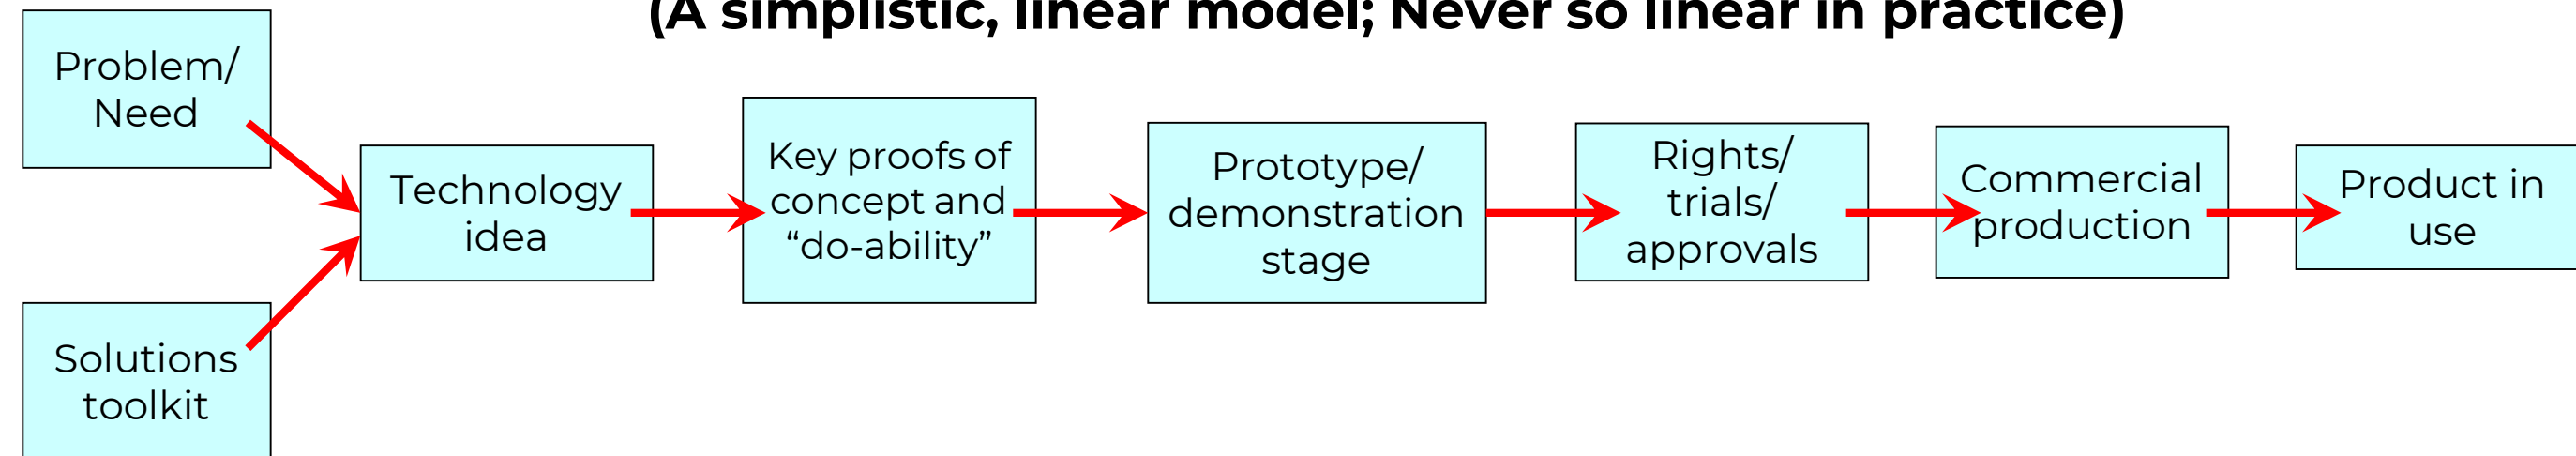 (A simplistic, linear model; Never so linear in practice)
Problem/
Need
Solutions
toolkit
Technology
idea
Key proofs of
concept and
“do-ability”
Prototype/
demonstration
stage
Rights/
trials/
approvals
Commercial
production
Product in
use